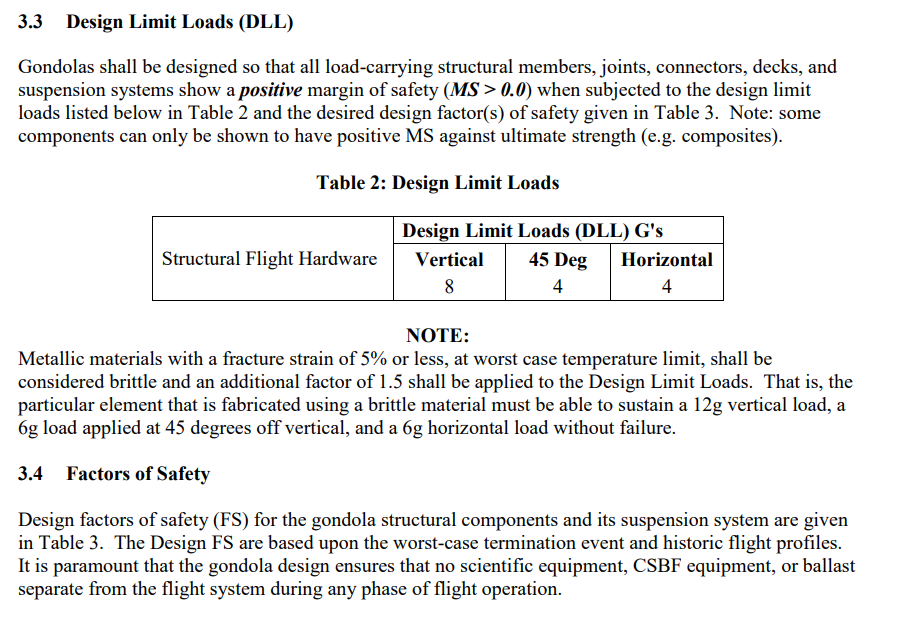 3.3 Design Limit Loads (DLL)
Gondolas shall be designed so that all load-carrying structural members, joints, connectors, decks, and
suspension systems show a positive margin of safety (MS > 0.0) when subjected to the design limit
loads listed below in Table 2 and the desired design factor(s) of safety given in Table 3. Note: some
components can only be shown to have positive MS against ultimate strength (e.g. composites).
Table 2: Design Limit Loads
Design Limit Loads (DLL) G's
Structural Flight Hardware Vertical 45 Deg Horizontal
8 4 4
NOTE:
Metallic materials with a fracture strain of 5% or less, at worst case temperature limit, shall be
considered brittle and an additional factor of 1.5 shall be applied to the Design Limit Loads. That is, the
particular element that is fabricated using a brittle material must be able to sustain a 12g vertical load, a
6g load applied at 45 degrees off vertical, and a 6g horizontal load without failure.
3.4 Factors of Safety
Design factors of safety (FS) for the gondola structural components and its suspension system are given
in Table 3. The Design FS are based upon the worst-case termination event and historic flight profiles.
It is paramount that the gondola design ensures that no scientific equipment, CSBF equipment, or ballast
separate from the flight system during any phase of flight operation.